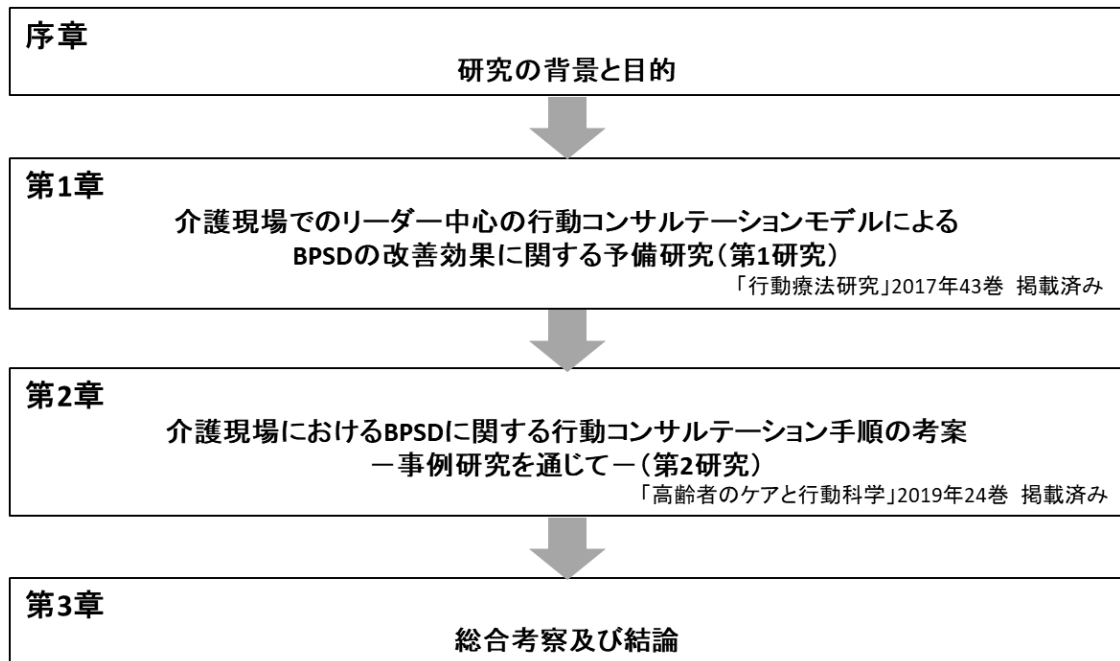 序章
研究の背景と目的
第1章
介護現場でのリーダー中心の行動コンサルテーションモデルによる
BPSDの改善効果に関する予備研究(第1研究)
「行動療法研究」2017年43巻 掲載済み
第2章
介護現場におけるBPSDに関する行動コンサルテーション手順の考案
－事例研究を通じて－(第2研究)
「高齢者のケアと行動科学」2019年24巻 掲載済み
第3章
総合考察及び結論